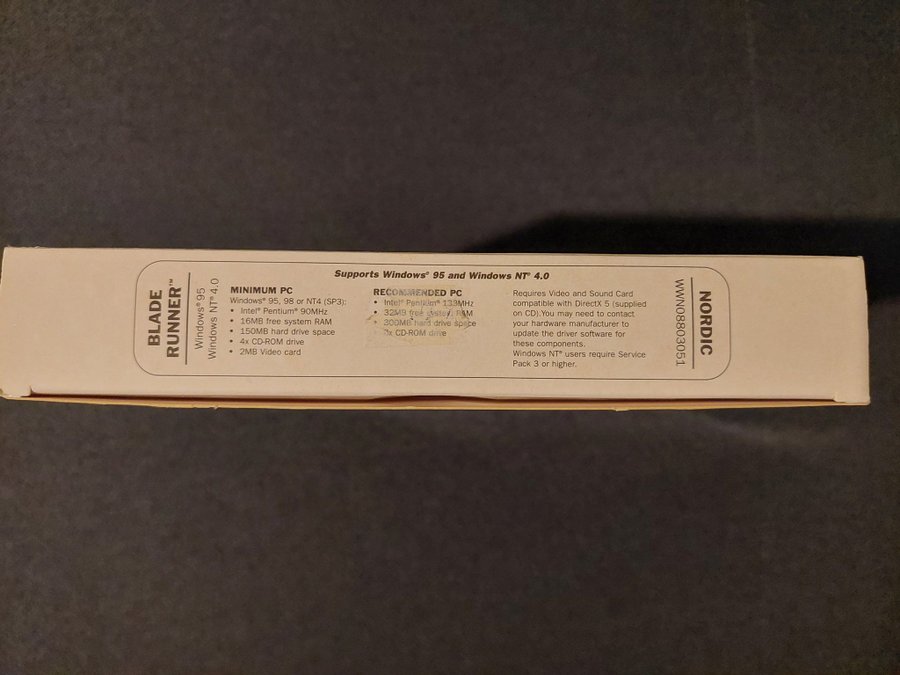 Supports Windows® 95 and Windows NT® 4.0
BLADE
RUNNER™
Windows® 95
Windows NT® 4.0
MINIMUM PC
Windows® 95, 98 or NT4 (SP3):
• Intel® Pentium® 90MHz
• 16MB free system RAM
• 150MB hard drive space
• 4x CD-ROM drive
• 2MB Video card
RECOMMENDED PC
• Intel® Pentium® 133MHz
• 32MB free system RAM
hard drive space
CD-ROM drive
Requires Video and Sound Card
compatible with DirectX 5 (supplied
on CD).You may need to contact
your hardware manufacturer to
update the driver software for
these components.
Windows NT® users require Service
Pack 3 or higher.
NORDIC
WWN08803051